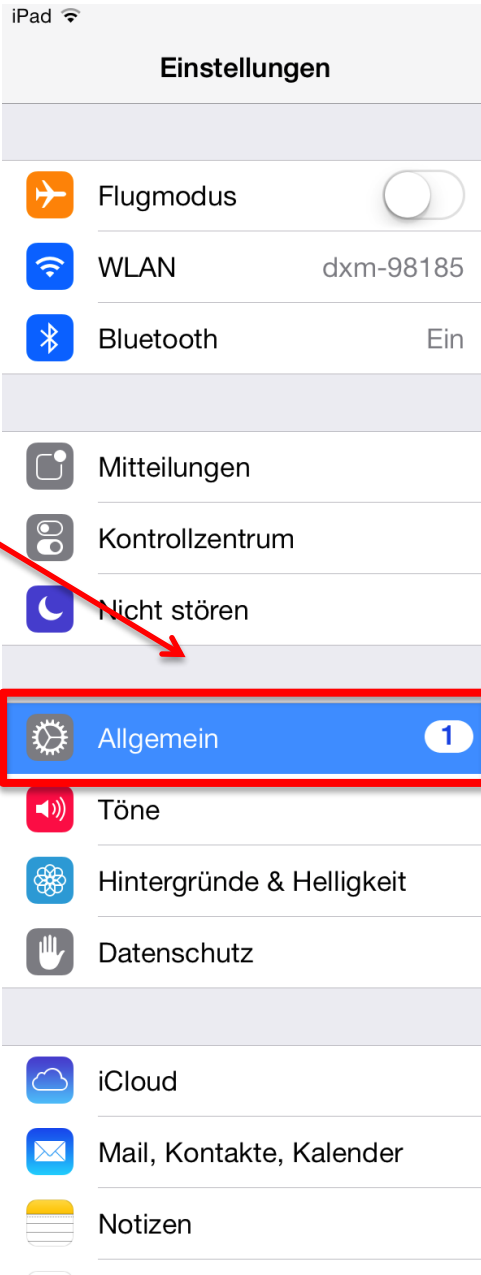 iPad
Einstellungen
Flugmodus
WLAN dxm-98185
Bluetooth Ein
Mitteilungen
Kontrollzentrum
Nicht stören
Allgemein 1
Töne
Hintergründe & Helligkeit
Datenschutz
iCloud
Mail, Kontakte, Kalender
Notizen